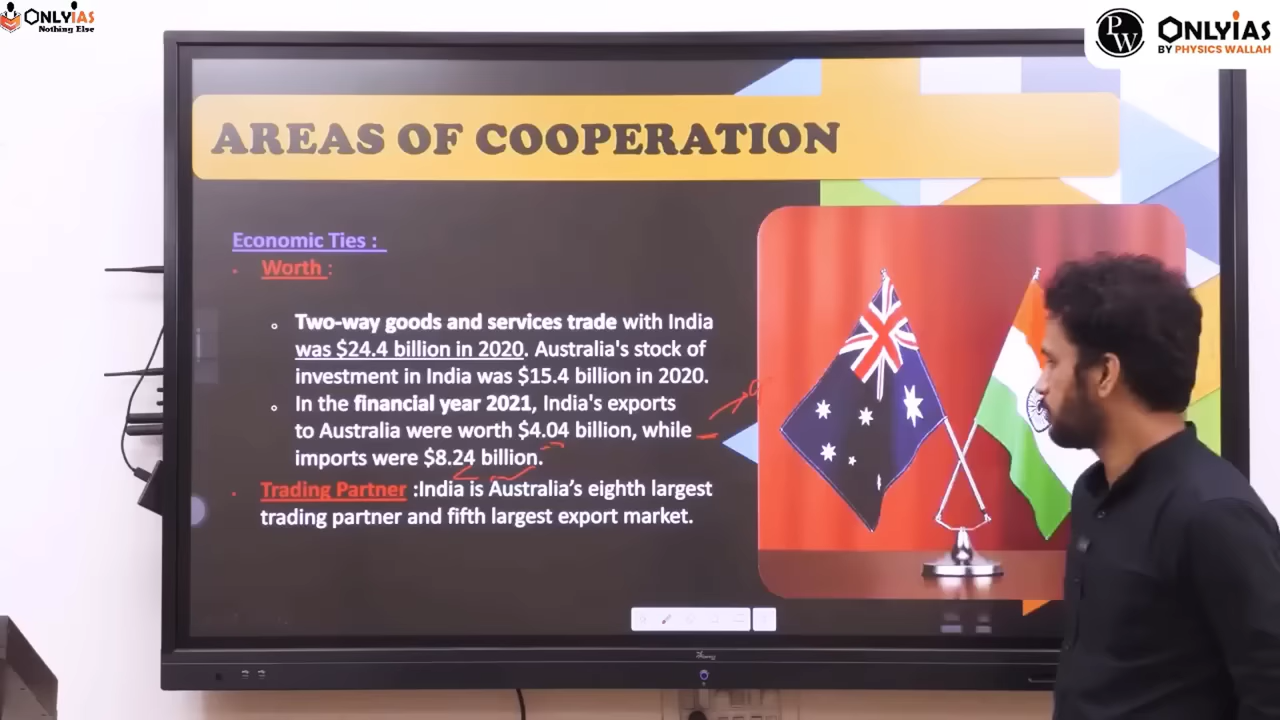 ONLYIAS
Nothing Else
PW
ONLYIAS
BY PHYSICS WALLAH
AREAS OF COOPERATION
Economic Ties :
• Worth :
Two-way goods and services trade with India
was $24.4 billion in 2020. Australia's stock of
investment in India was $15.4 billion in 2020.
In the financial year 2021, India's exports
to Australia were worth $4.04 billion, while
imports were $8.24 billion.
• Trading Partner :India is Australia’s eighth largest
trading partner and fifth largest export market.